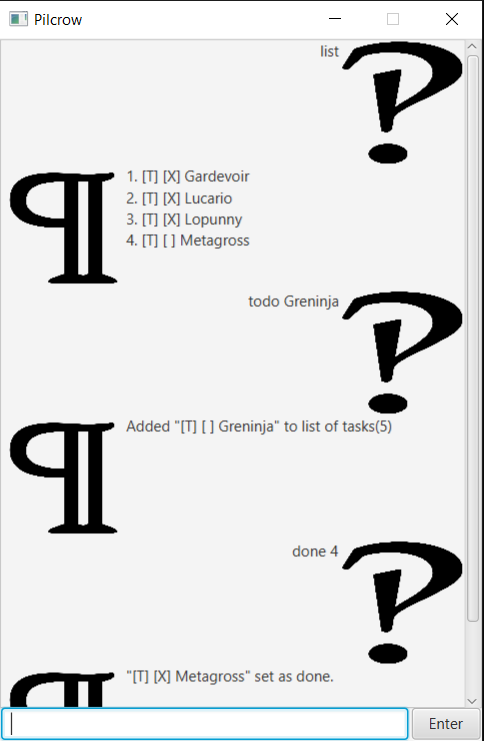 Pilcrow
list
1. [T] [X] Gardevoir
2. [T] [X] Lucario
3. [T] [X] Lopunny
4. [T] [ ] Metagross
todo Greninja
Added "[T] [ ] Greninja" to list of tasks(5)
done 4
"[T] [X] Metagross" set as done.
Enter